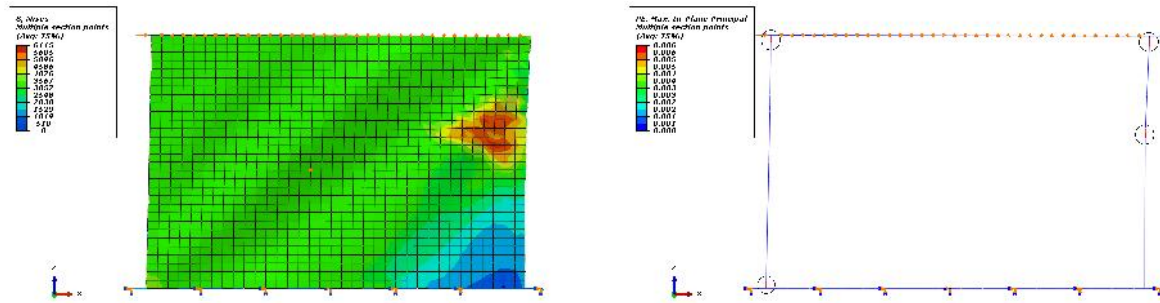 S, Mises
Multiple section points
(Avg: 75%)
6115
5605
5096
4586
4076
3567
3057
2548
2038
1529
1019
510
0
PE, Max. In-Plane Principal
Multiple section points
(Avg: 75%)
0.006
0.006
0.005
0.005
0.004
0.004
0.003
0.003
0.002
0.002
0.001
0.001
0.000
Z
X
Z
X